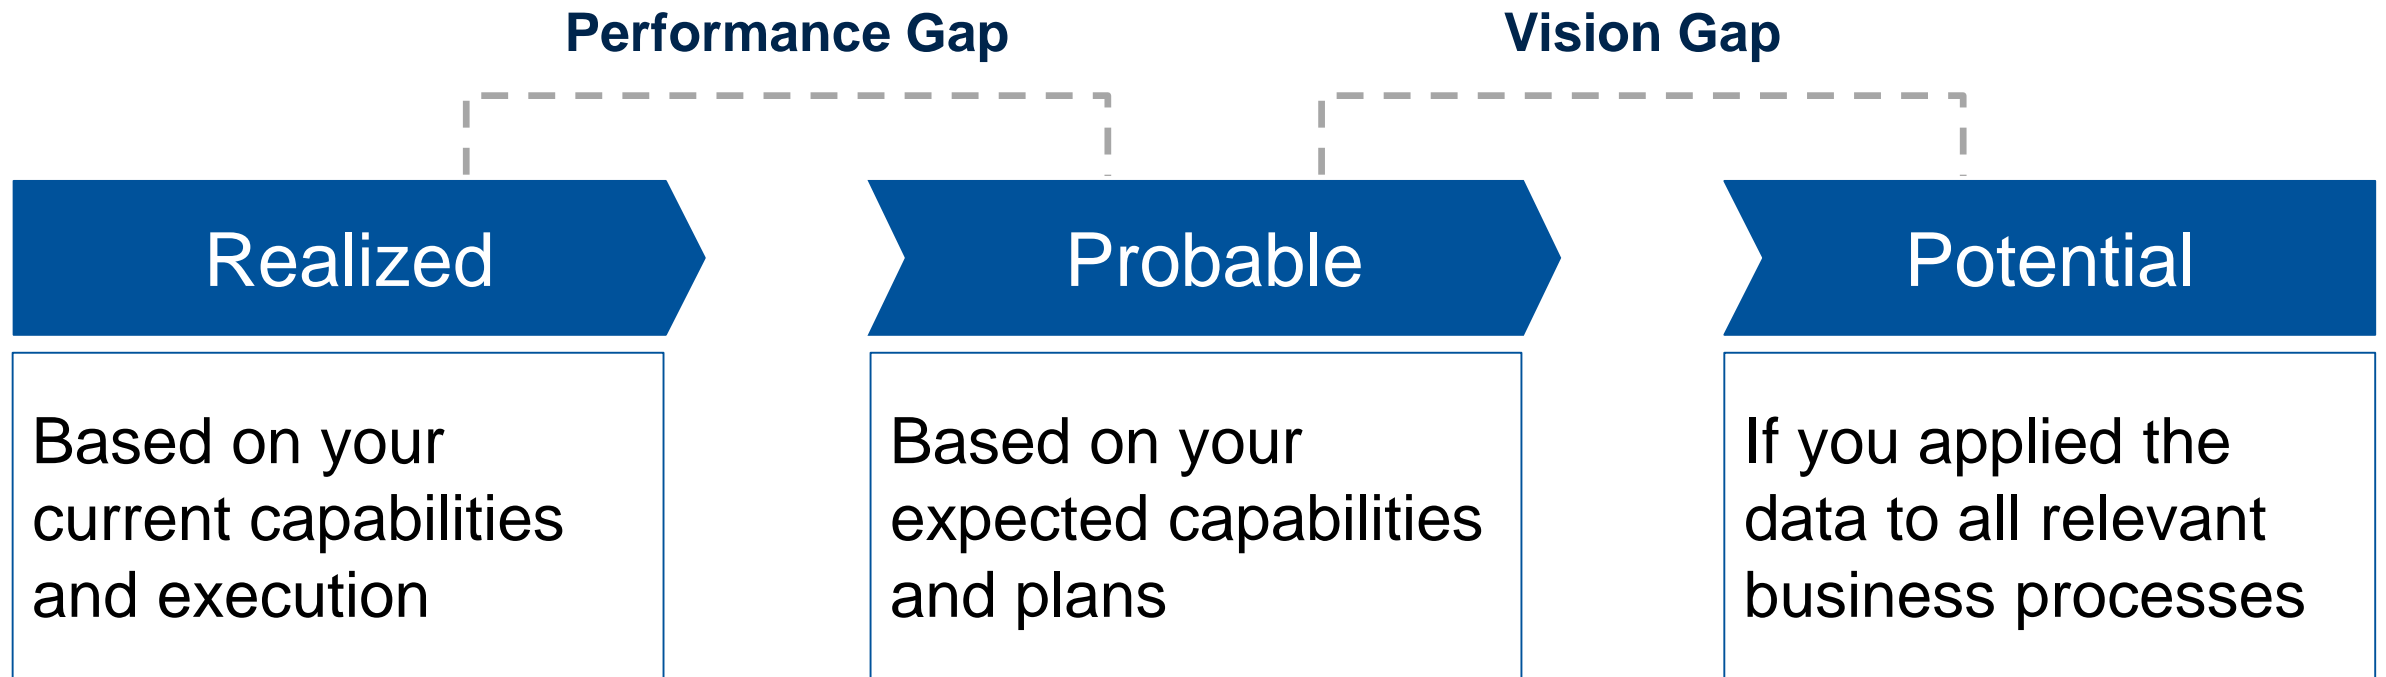 Performance Gap
Vision Gap
Realized
Probable
Potential
Based on your
current capabilities
and execution
Based on your
expected capabilities
and plans
If you applied the
data to all relevant
business processes